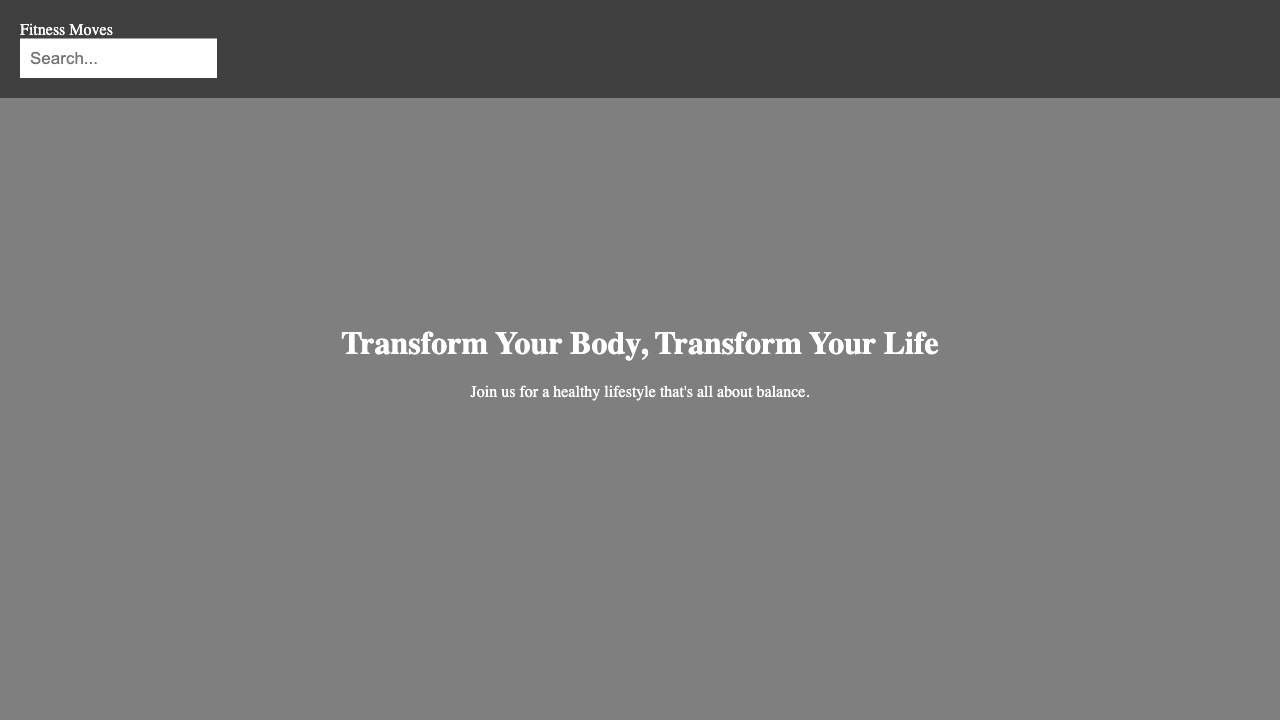 Fitness Moves
Search...
Transform Your Body, Transform Your Life
Join us for a healthy lifestyle that's all about balance.